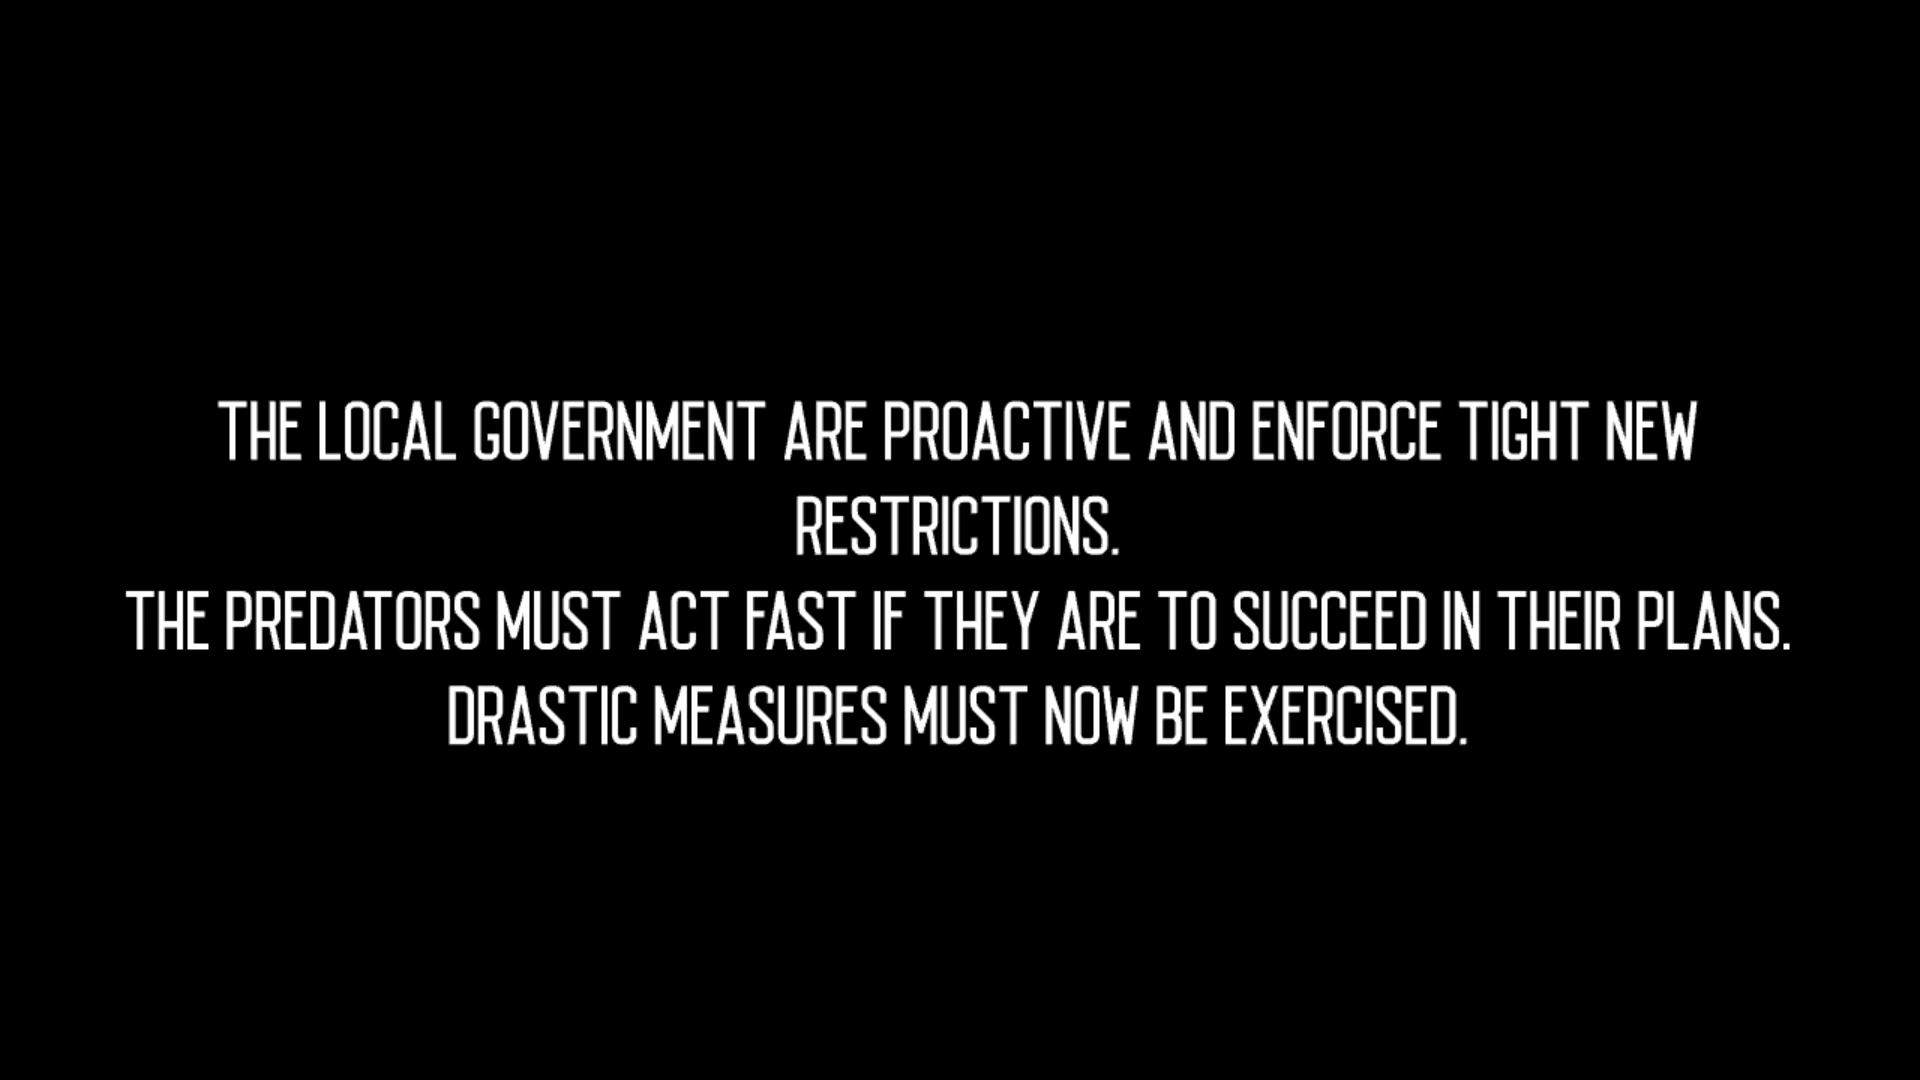 THE LOCAL GOVERNMENT ARE PROACTIVE AND ENFORCE TIGHT NEW
RESTRICTIONS.
THE PREDATORS MUST ACT FAST IF THEY ARE TO SUCCEED IN THEIR PLANS.
DRASTIC MEASURES MUST NOW BE EXERCISED.